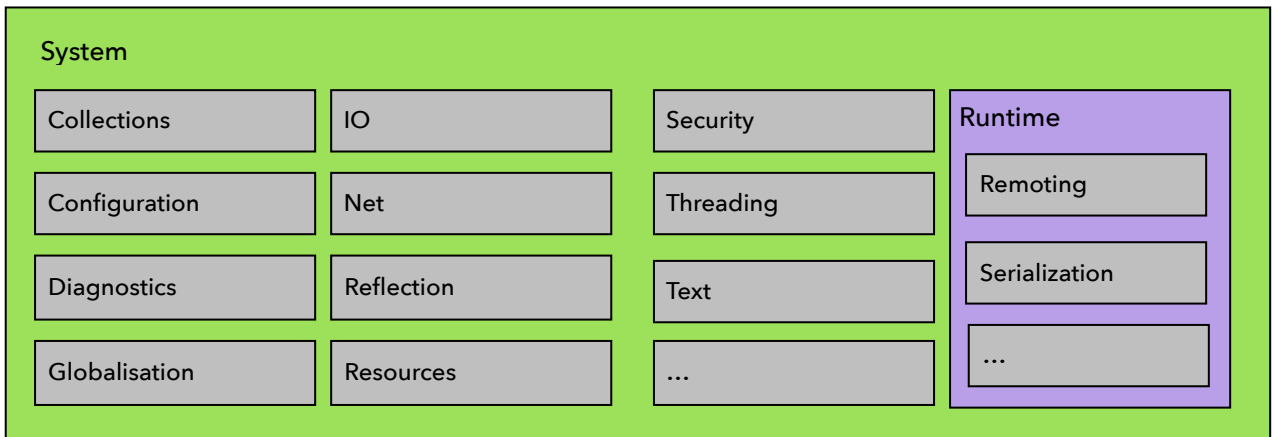 System
Collections
IO
Security
Runtime
Remoting
Configuration
Net
Threading
Serialization
Diagnostics
Reflection
Text
...
Globalisation
Resources
...